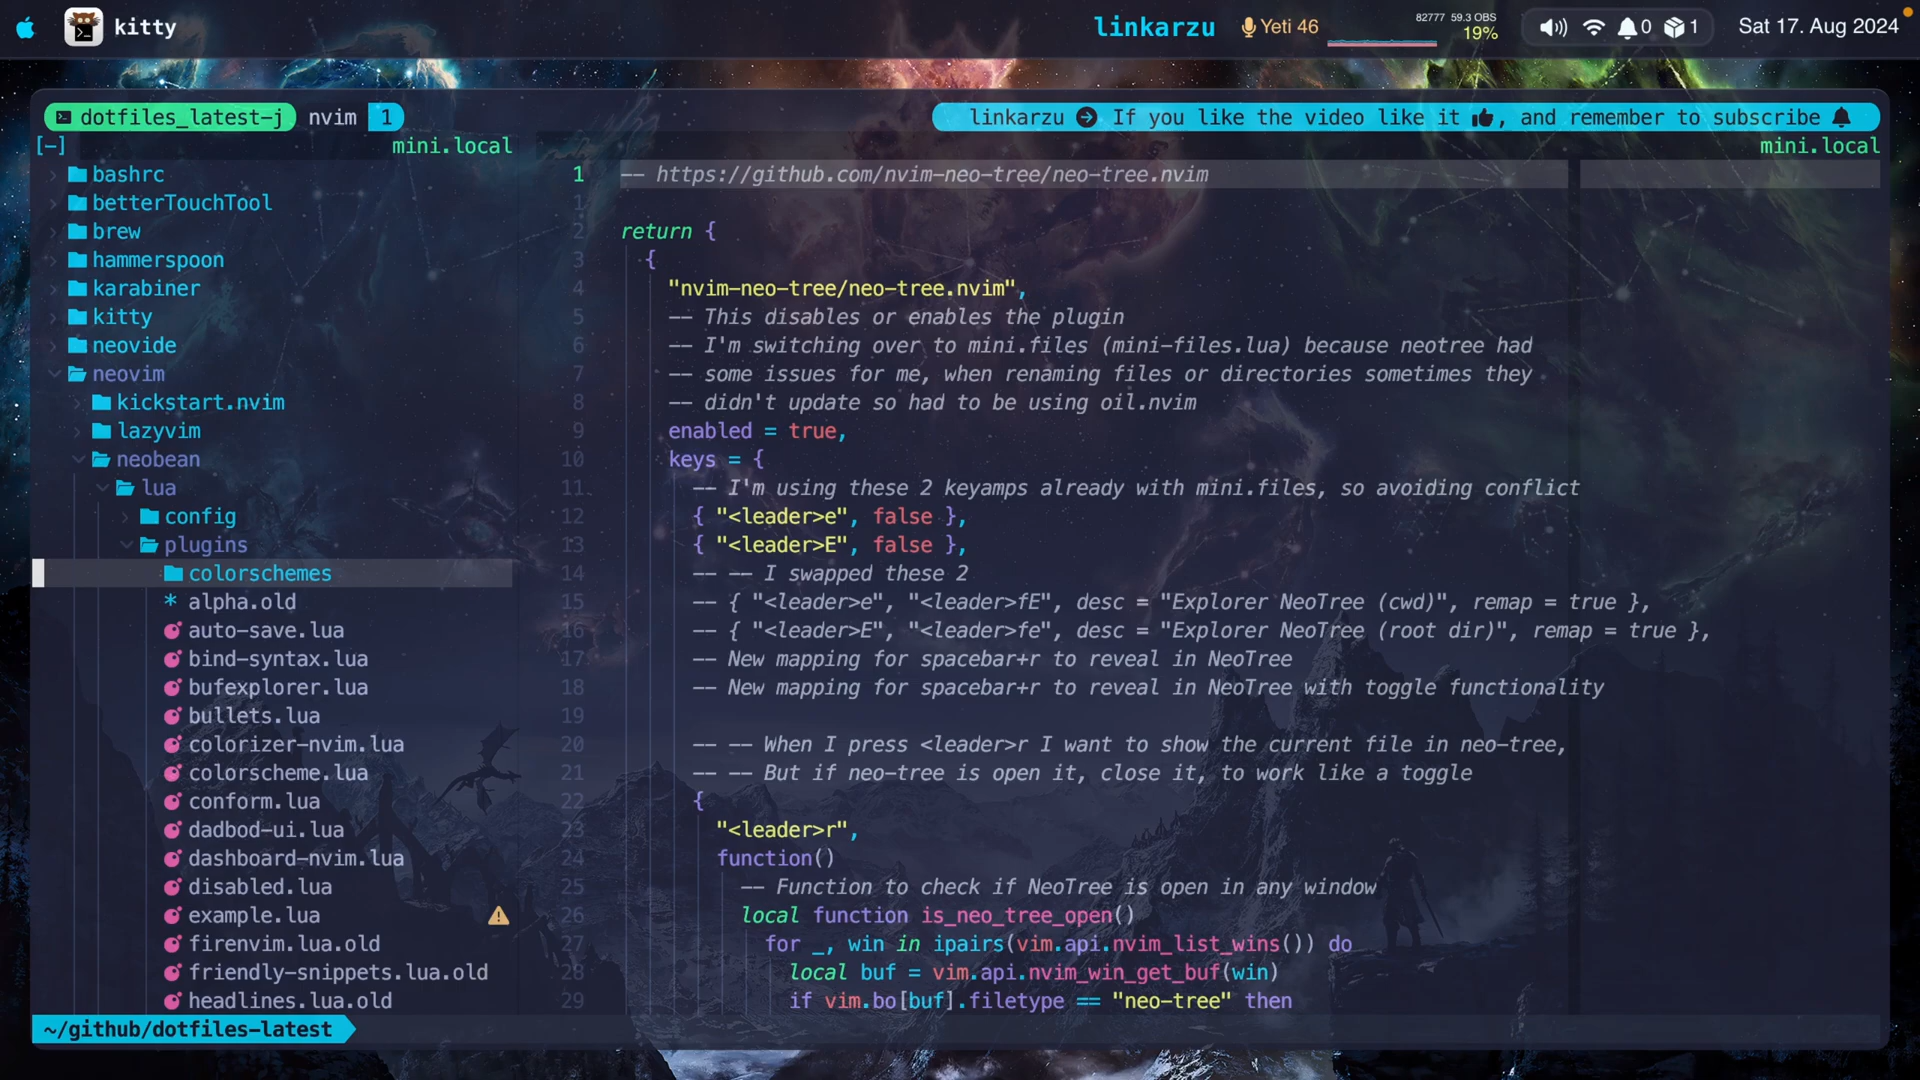 kitty
linkarzu
Yeti 46
82777 59.3 OBS
19%
0
1
Sat 17. Aug 2024
dotfiles_latest-j nvim 1
linkarzu If you like the video like it , and remember to subscribe
[-] mini.local
mini.local
bashrc
betterTouchTool
brew
hammerspoon
karabiner
kitty
neovide
neovim
kickstart.nvim
lazyvim
neobean
lua
config
plugins
colorschemes
* alpha.old
auto-save.lua
bind-syntax.lua
bufexplorer.lua
bullets.lua
colorizer-nvim.lua
colorscheme.lua
conform.lua
dadbod-ui.lua
dashboard-nvim.lua
disabled.lua
example.lua
firenvim.lua.old
friendly-snippets.lua.old
headlines.lua.old
1 -- https://github.com/nvim-neo-tree/neo-tree.nvim
1
2 return {
3 {
4 "nvim-neo-tree/neo-tree.nvim",
5 -- This disables or enables the plugin
6 -- I'm switching over to mini.files (mini-files.lua) because neotree had
7 -- some issues for me, when renaming files or directories sometimes they
8 -- didn't update so had to be using oil.nvim
9 enabled = true,
10 keys = {
11 -- I'm using these 2 keyamps already with mini.files, so avoiding conflict
12 { "<leader>e", false },
13 { "<leader>E", false },
14 -- -- I swapped these 2
15 -- { "<leader>e", "<leader>fE", desc = "Explorer NeoTree (cwd)", remap = true },
16 -- { "<leader>E", "<leader>fe", desc = "Explorer NeoTree (root dir)", remap = true },
17 -- New mapping for spacebar+r to reveal in NeoTree
18 -- New mapping for spacebar+r to reveal in NeoTree with toggle functionality
19
20 -- -- When I press <leader>r I want to show the current file in neo-tree,
21 -- -- But if neo-tree is open it, close it, to work like a toggle
22 {
23 "<leader>r",
24 function()
25 -- Function to check if NeoTree is open in any window
26 local function is_neo_tree_open()
27 for _, win in ipairs(vim.api.nvim_list_wins()) do
28 local buf = vim.api.nvim_win_get_buf(win)
29 if vim.bo[buf].filetype == "neo-tree" then
~/github/dotfiles-latest